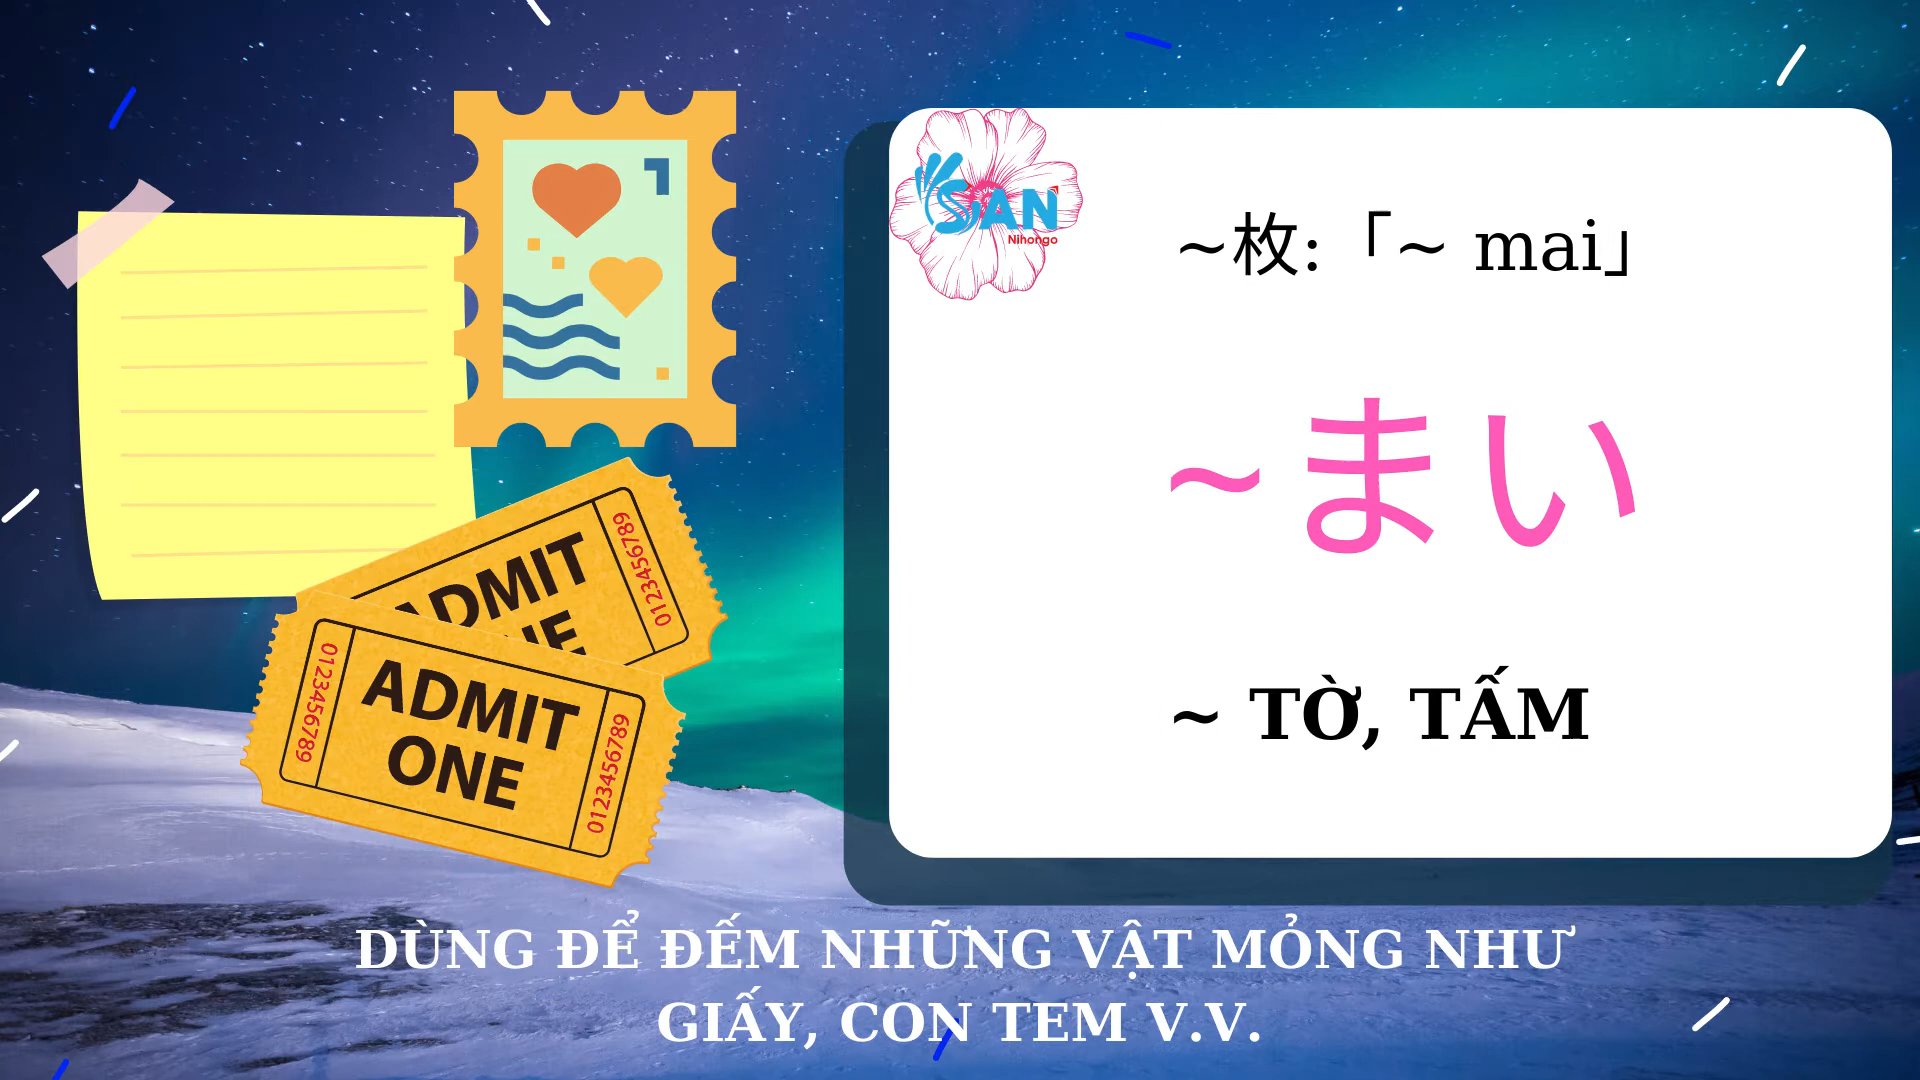 SAN
Nihongo
~枚:「~ mai」
~まい
~ TỜ, TẤM
ADMIT
NE
0123456789
0123456789
ADMIT
ONE
0123456789
DÙNG ĐỂ ĐẾM NHỮNG VẬT MỎNG NHƯ
GIẤY, CON TEM V.V.